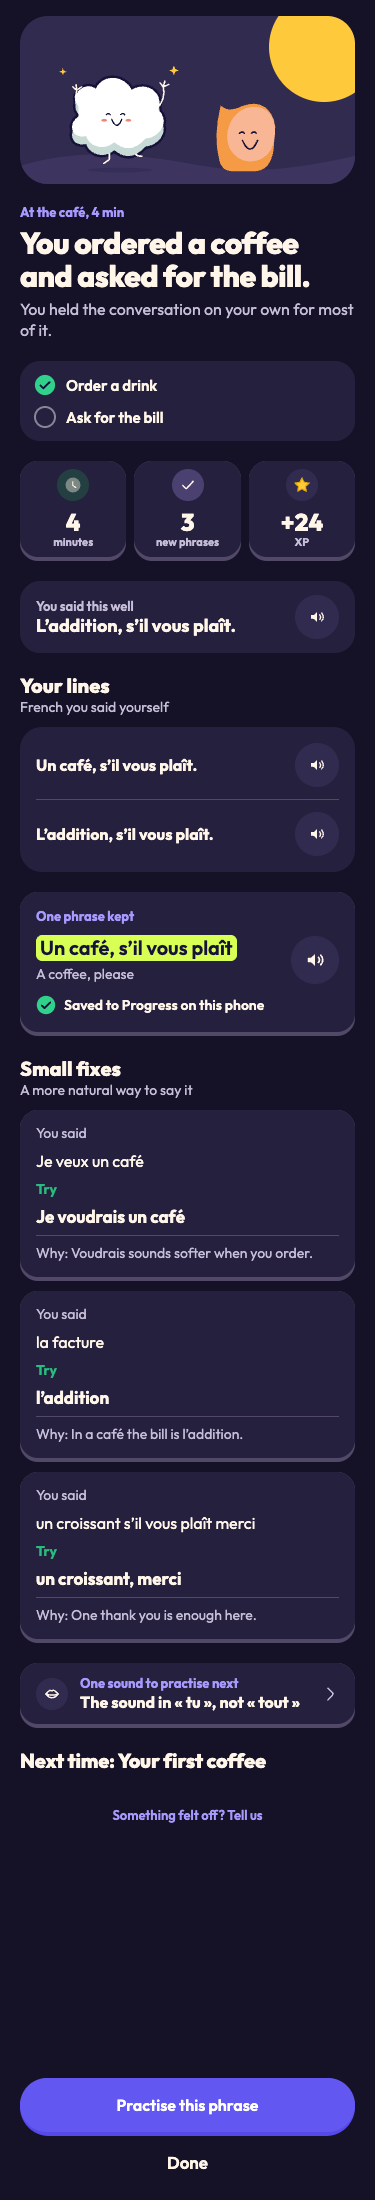 At the café, 4 min
You ordered a coffee
and asked for the bill.
You held the conversation on your own for most
of it.
Order a drink
Ask for the bill
4
minutes
3
new phrases
+24
XP
You said this well
L’addition, s’il vous plaît.
Your lines
French you said yourself
Un café, s’il vous plaît.
L’addition, s’il vous plaît.
One phrase kept
Un café, s’il vous plaît
A coffee, please
Saved to Progress on this phone
Small fixes
A more natural way to say it
You said
Je veux un café
Try
Je voudrais un café
Why: Voudrais sounds softer when you order.
You said
la facture
Try
l’addition
Why: In a café the bill is l’addition.
You said
un croissant s’il vous plaît merci
Try
un croissant, merci
Why: One thank you is enough here.
One sound to practise next
The sound in « tu », not « tout »
Next time: Your first coffee
Something felt off? Tell us
Practise this phrase
Done